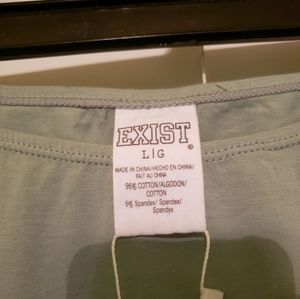 EXIST®
L|G
MADE IN CHINA/HECHO EN CHINA/
FAIT AU CHINA
95% COTTON/ALGODON/
COTTON
5% Spandex/ Spandex/
Spandex